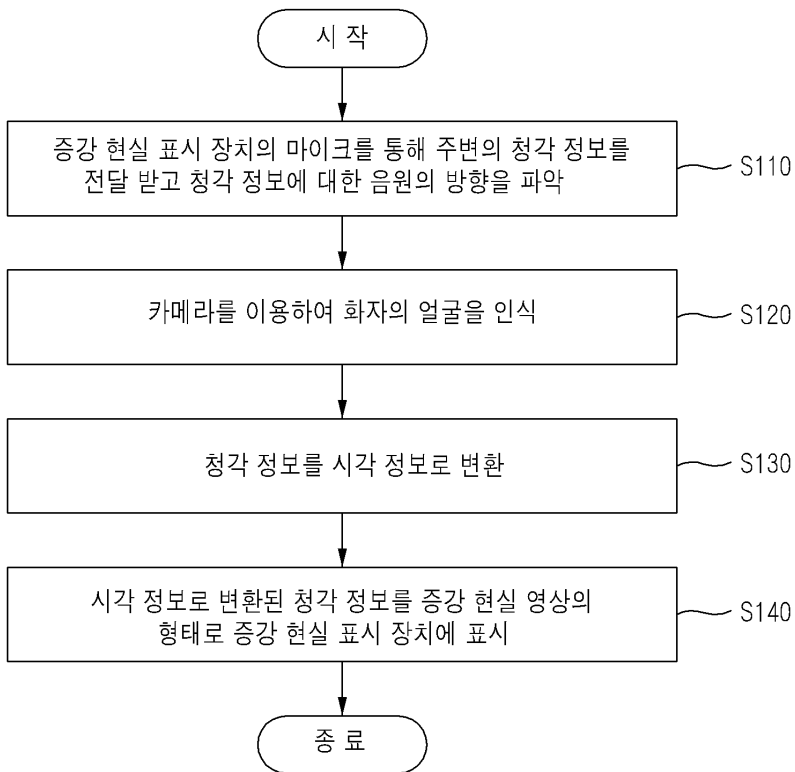 시 작
증강 현실 표시 장치의 마이크를 통해 주변의 청각 정보를
전달 받고 청각 정보에 대한 음원의 방향을 파악
S110
카메라를 이용하여 화자의 얼굴을 인식
S120
청각 정보를 시각 정보로 변환
S130
시각 정보로 변환된 청각 정보를 증강 현실 영상의
형태로 증강 현실 표시 장치에 표시
S140
종 료